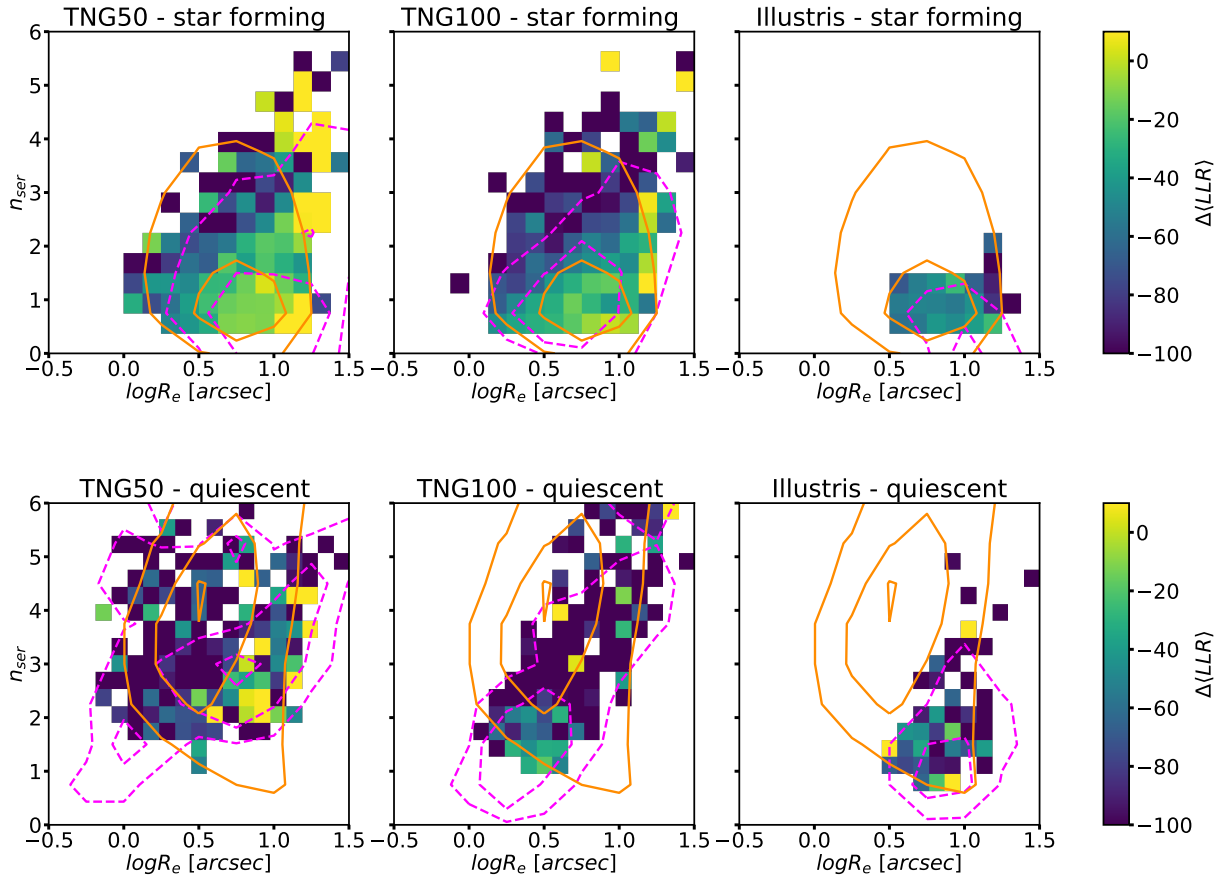 TNG50 - star forming
TNG100 - star forming
Illustris - star forming
6
5
4
3
2
1
0
n_ser
−0.5 0.0 0.5 1.0 1.5
−0.5 0.0 0.5 1.0 1.5
−0.5 0.0 0.5 1.0 1.5
logR_e [arcsec]
logR_e [arcsec]
logR_e [arcsec]
0
−20
−40
−60
−80
−100
Δ⟨LLR⟩
TNG50 - quiescent
TNG100 - quiescent
Illustris - quiescent
6
5
4
3
2
1
0
n_ser
−0.5 0.0 0.5 1.0 1.5
−0.5 0.0 0.5 1.0 1.5
−0.5 0.0 0.5 1.0 1.5
logR_e [arcsec]
logR_e [arcsec]
logR_e [arcsec]
0
−20
−40
−60
−80
−100
Δ⟨LLR⟩